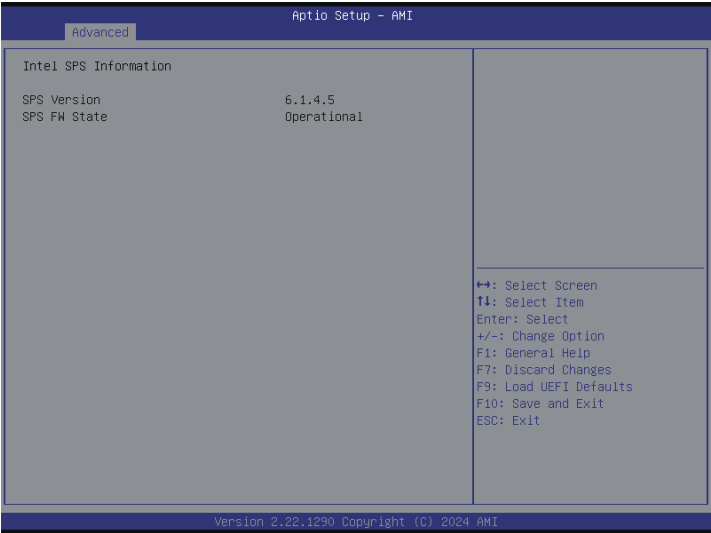 Aptio Setup – AMI
Advanced
Intel SPS Information
SPS Version 6.1.4.5
SPS FW State Operational
↔: Select Screen
↑↓: Select Item
Enter: Select
+/-: Change Option
F1: General Help
F7: Discard Changes
F9: Load UEFI Defaults
F10: Save and Exit
ESC: Exit
Version 2.22.1290 Copyright (C) 2024 AMI